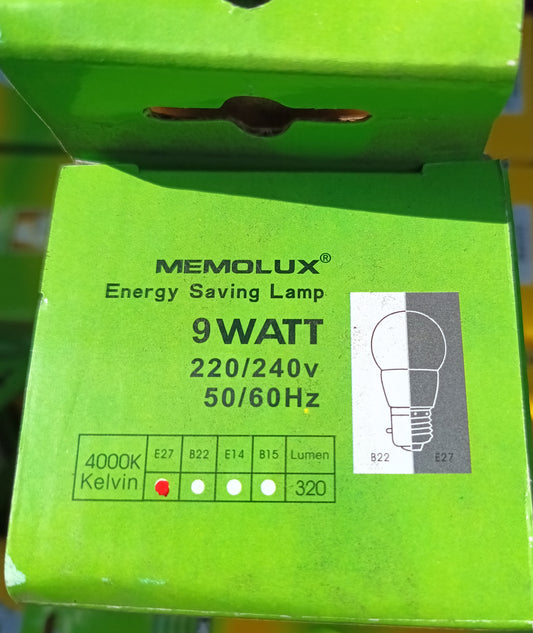 MEMOLUX®
Energy Saving Lamp
9 WATT
220/240v
50/60Hz
4000K E27 B22 E14 B15 Lumen
Kelvin 320
B22 E27